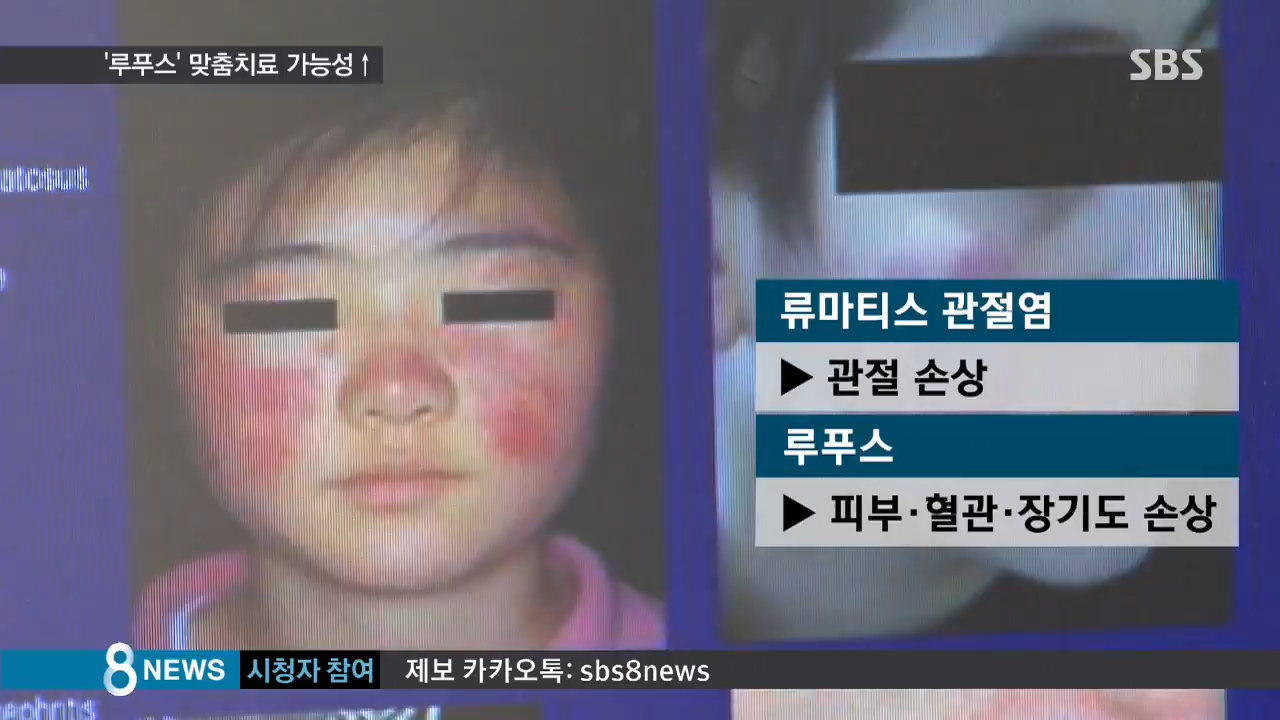 '루푸스' 맞춤치료 가능성↑
SBS
류마티스 관절염
▶ 관절 손상
루푸스
▶ 피부·혈관·장기도 손상
8 NEWS 시청자 참여 제보 카카오톡: sbs8news